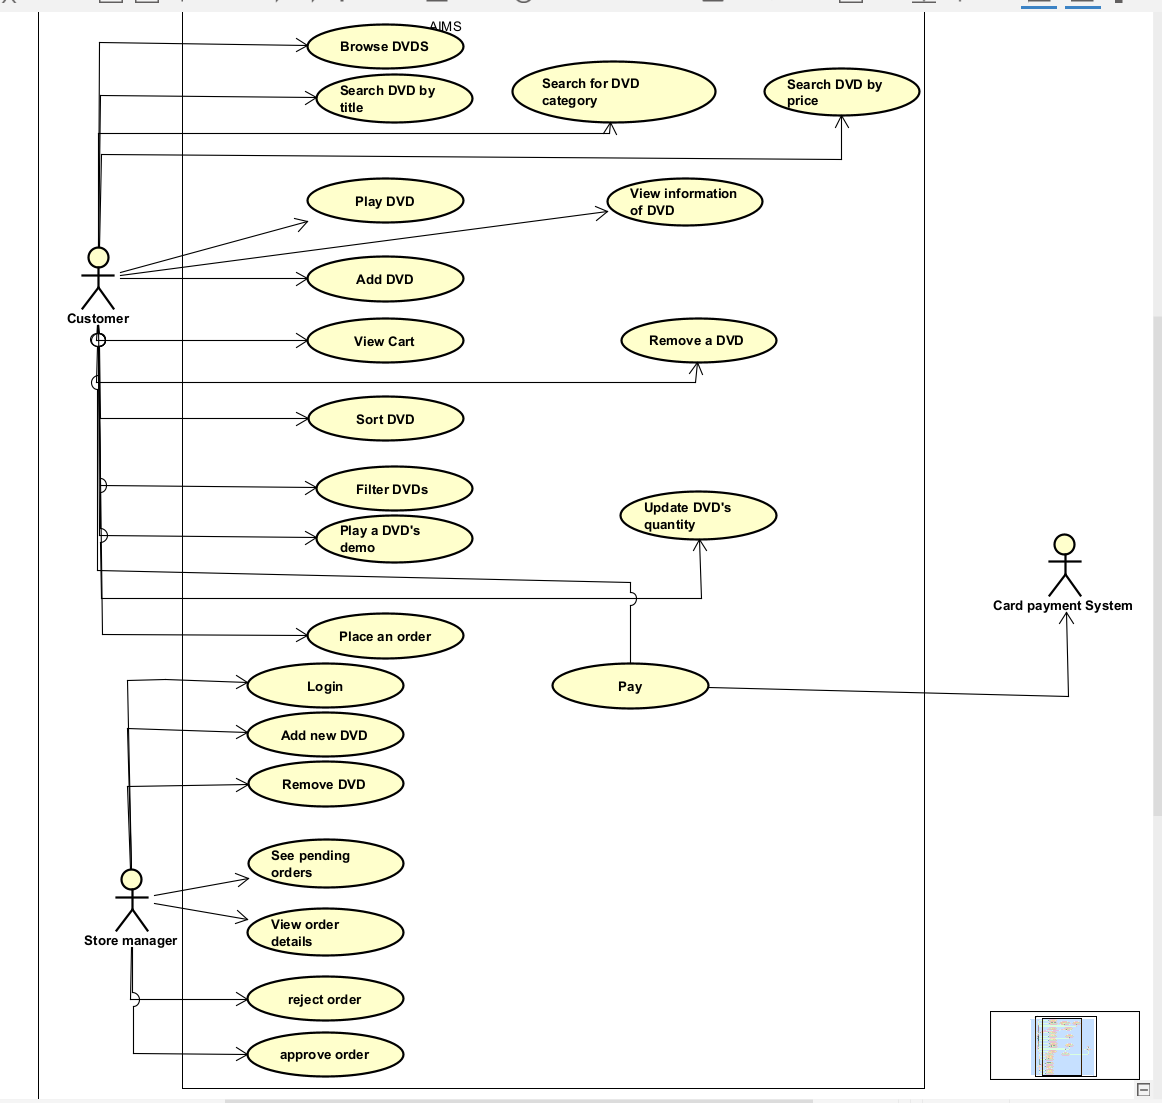 AIMS
Browse DVDS
Search DVD by
title
Search for DVD
category
Search DVD by
price
Play DVD
View information
of DVD
Add DVD
Customer
View Cart
Remove a DVD
Sort DVD
Filter DVDs
Update DVD's
quantity
Play a DVD's
demo
Card payment System
Place an order
Login
Pay
Add new DVD
Remove DVD
See pending
orders
View order
details
Store manager
reject order
approve order